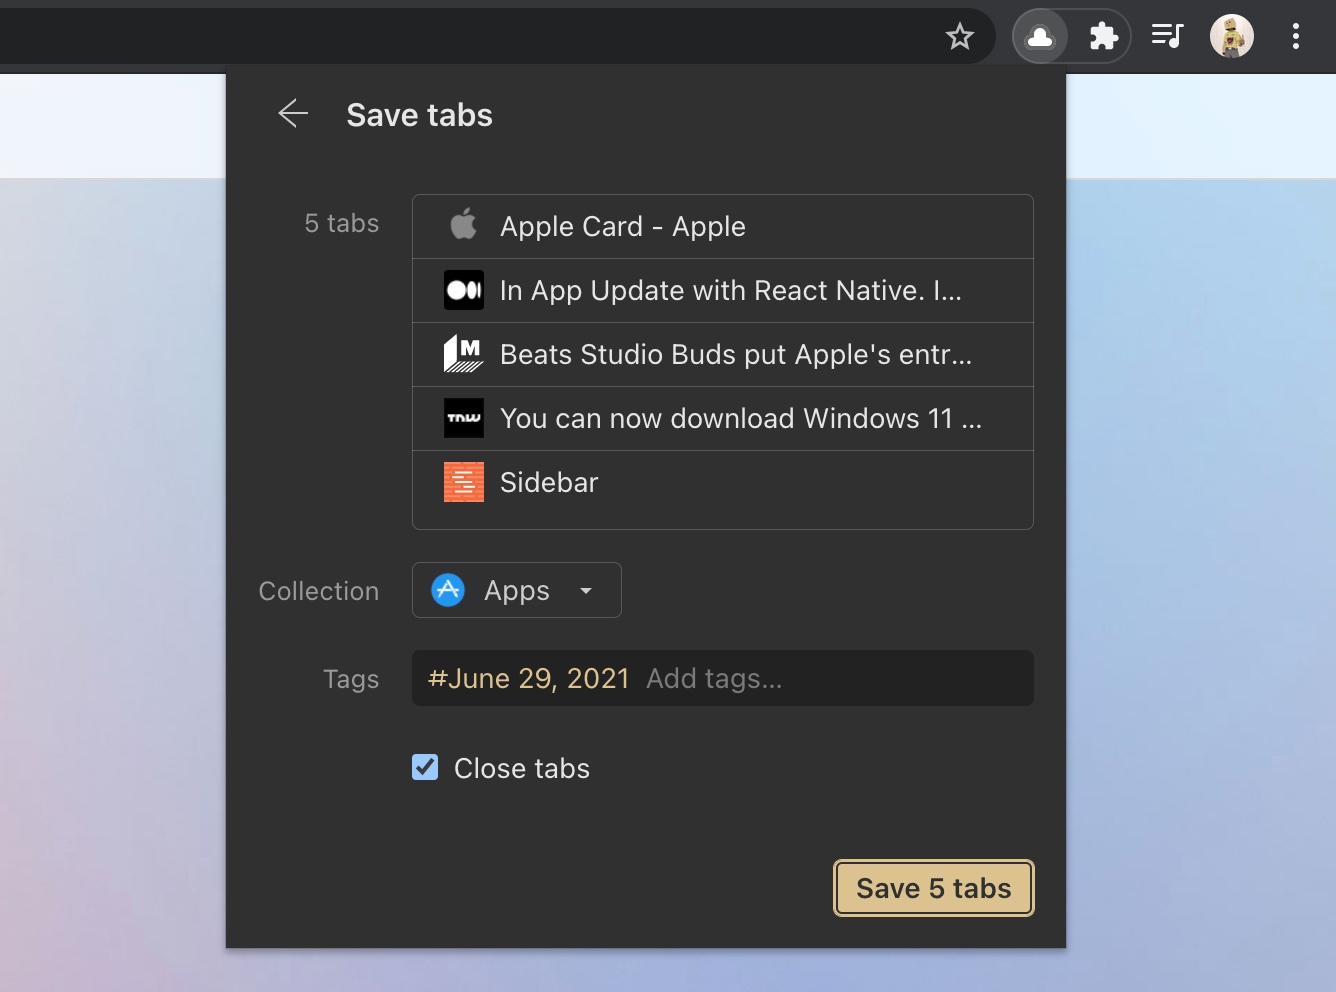 Save tabs
5 tabs
Apple Card - Apple
In App Update with React Native. I...
M
Beats Studio Buds put Apple's entr...
TNW
You can now download Windows 11 ...
Sidebar
Collection
Apps
Tags
#June 29, 2021 Add tags...
Close tabs
Save 5 tabs